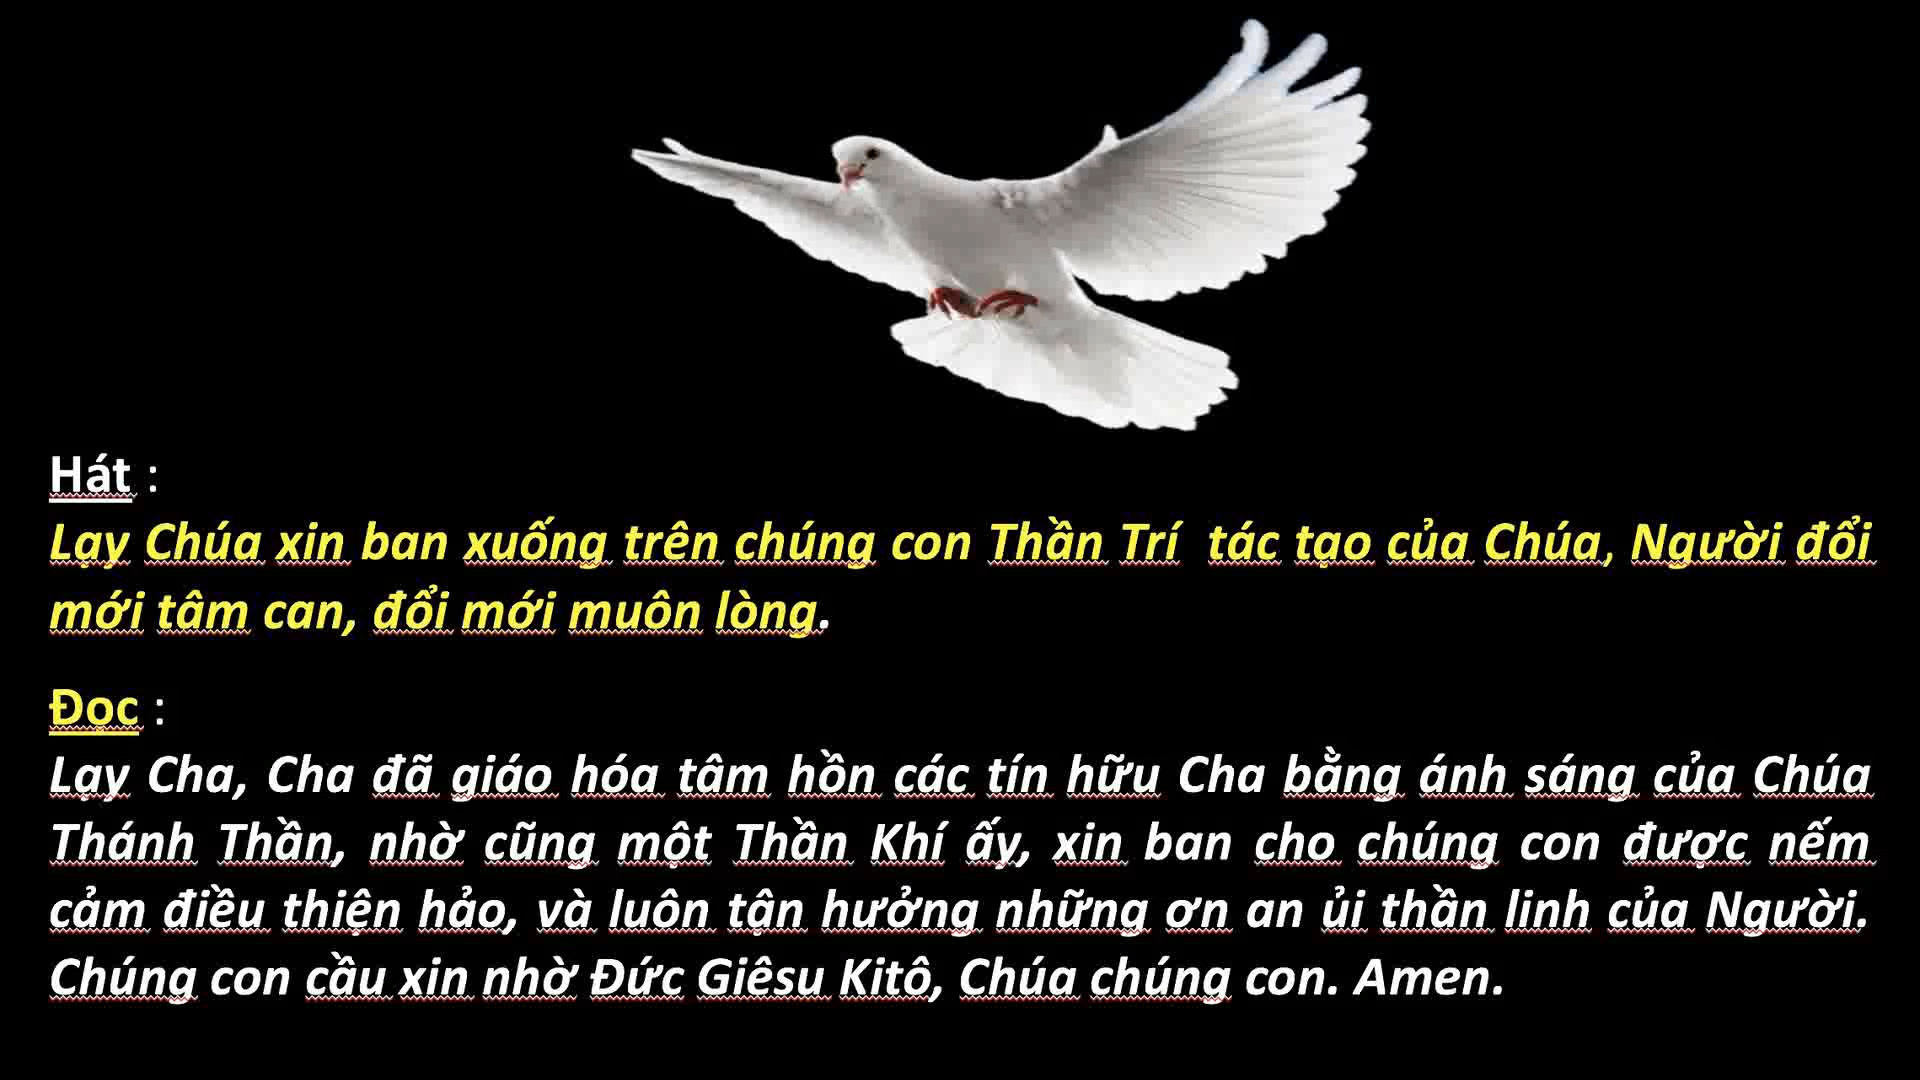 Hát :
Lạy Chúa xin ban xuống trên chúng con Thần Trí  tác tạo của Chúa, Người đổi
mới tâm can, đổi mới muôn lòng.
Đọc :
Lạy Cha, Cha đã giáo hóa tâm hồn các tín hữu Cha bằng ánh sáng của Chúa
Thánh Thần, nhờ cũng một Thần Khí ấy, xin ban cho chúng con được nếm
cảm điều thiện hảo, và luôn tận hưởng những ơn an ủi thần linh của Người.
Chúng con cầu xin nhờ Đức Giêsu Kitô, Chúa chúng con. Amen.